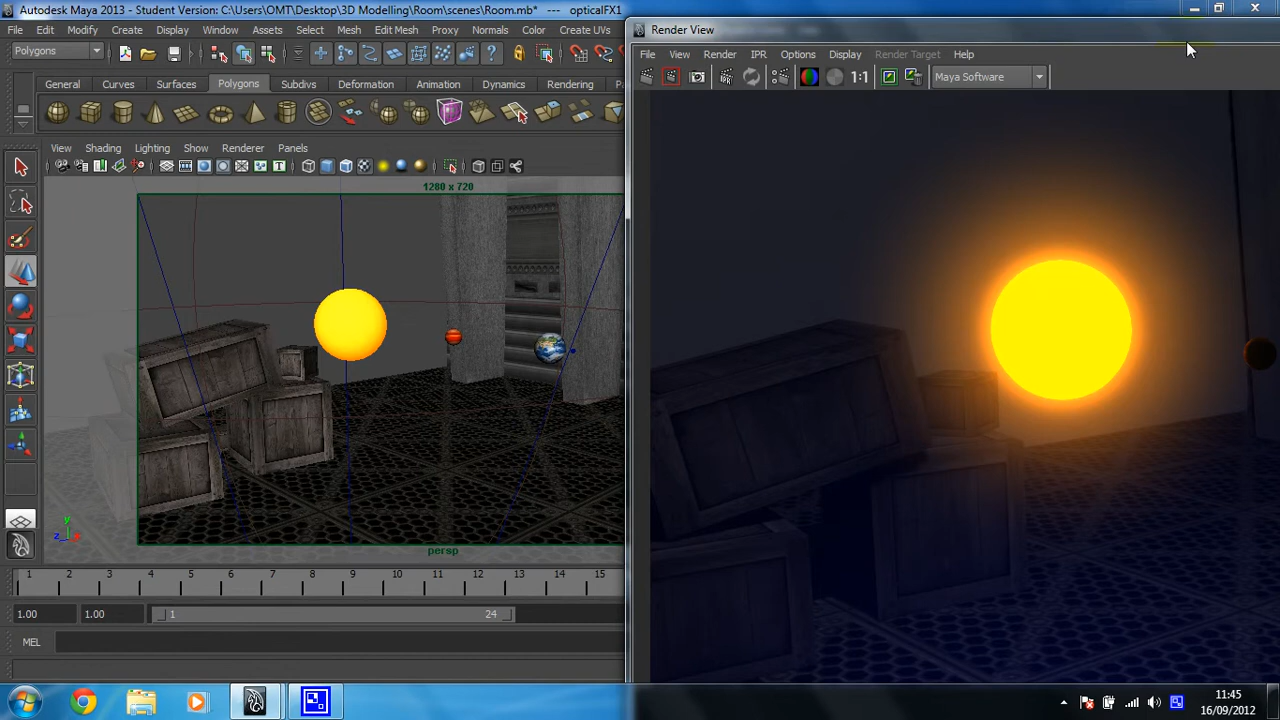 Autodesk Maya 2013 - Student Version: C:\Users\OMT\Desktop\3D Modelling\Room\scenes\Room.mb* --- opticalFX1
File Edit Modify Create Display Window Assets Select Mesh Edit Mesh Proxy Normals Color Create UVs
Polygons
General Curves Surfaces Polygons Subdivs Deformation Animation Dynamics Rendering
View Shading Lighting Show Renderer Panels
1280 x 720
persp
y
z x
1 2 3 4 5 6 7 8 9 10 11 12 13 14 15
1.00 1.00 1 24
MEL
Render View
File View Render IPR Options Display Render Target Help
1:1 Maya Software
11:45
16/09/2012